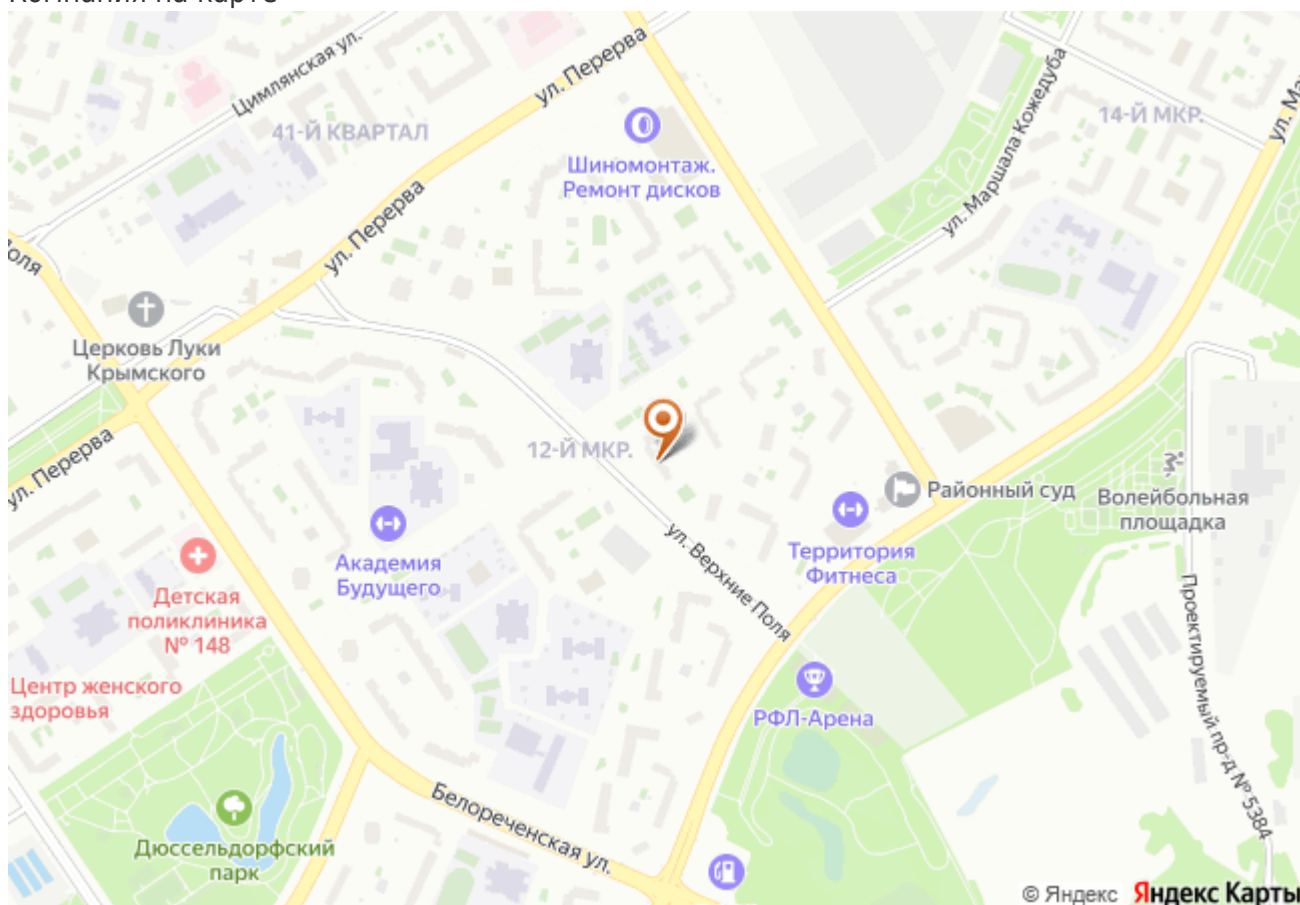 Компания на карте
Цимлянская ул.
ул. Перерва
41-Й КВАРТАЛ
Шиномонтаж.
Ремонт дисков
ул. Маршала Кожедуба
14-Й МКР.
ул. Перерва
Церковь Луки
Крымского
12-Й МКР.
ул. Перерва
Районный суд
Волейбольная
площадка
Академия
Будущего
Территория
Фитнеса
ул. Верхние Поля
Детская
поликлиника
№ 148
Проектируемый пр-д № 5384
Центр женского
здоровья
РФЛ-Арена
Белореченская ул.
Дюссельдорфский
парк
© Яндекс Яндекс Карты